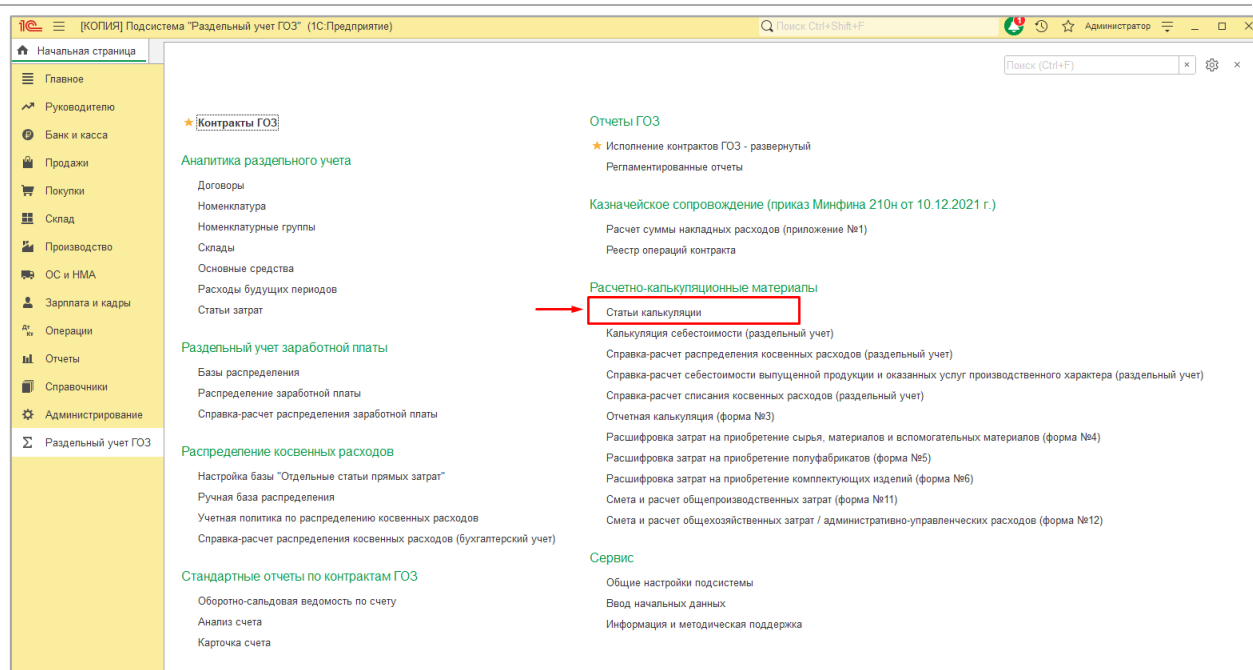 1С [КОПИЯ] Подсистема "Раздельный учет ГОЗ" (1С:Предприятие)
Поиск Ctrl+Shift+F
Администратор
Начальная страница
Поиск (Ctrl+F)
Главное
Руководителю
Банк и касса
Продажи
Покупки
Склад
Производство
ОС и НМА
Зарплата и кадры
Дт Кт Операции
Отчеты
Справочники
Администрирование
Раздельный учет ГОЗ
Контракты ГОЗ
Аналитика раздельного учета
Договоры
Номенклатура
Номенклатурные группы
Склады
Основные средства
Расходы будущих периодов
Статьи затрат
Раздельный учет заработной платы
Базы распределения
Распределение заработной платы
Справка-расчет распределения заработной платы
Распределение косвенных расходов
Настройка базы "Отдельные статьи прямых затрат"
Ручная база распределения
Учетная политика по распределению косвенных расходов
Справка-расчет распределения косвенных расходов (бухгалтерский учет)
Стандартные отчеты по контрактам ГОЗ
Оборотно-сальдовая ведомость по счету
Анализ счета
Карточка счета
Отчеты ГОЗ
Исполнение контрактов ГОЗ - развернутый
Регламентированные отчеты
Казначейское сопровождение (приказ Минфина 210н от 10.12.2021 г.)
Расчет суммы накладных расходов (приложение №1)
Реестр операций контракта
Расчетно-калькуляционные материалы
Статьи калькуляции
Калькуляция себестоимости (раздельный учет)
Справка-расчет распределения косвенных расходов (раздельный учет)
Справка-расчет себестоимости выпущенной продукции и оказанных услуг производственного характера (раздельный учет)
Справка-расчет списания косвенных расходов (раздельный учет)
Отчетная калькуляция (форма №3)
Расшифровка затрат на приобретение сырья, материалов и вспомогательных материалов (форма №4)
Расшифровка затрат на приобретение полуфабрикатов (форма №5)
Расшифровка затрат на приобретение комплектующих изделий (форма №6)
Смета и расчет общепроизводственных затрат (форма №11)
Смета и расчет общехозяйственных затрат / административно-управленческих расходов (форма №12)
Сервис
Общие настройки подсистемы
Ввод начальных данных
Информация и методическая поддержка